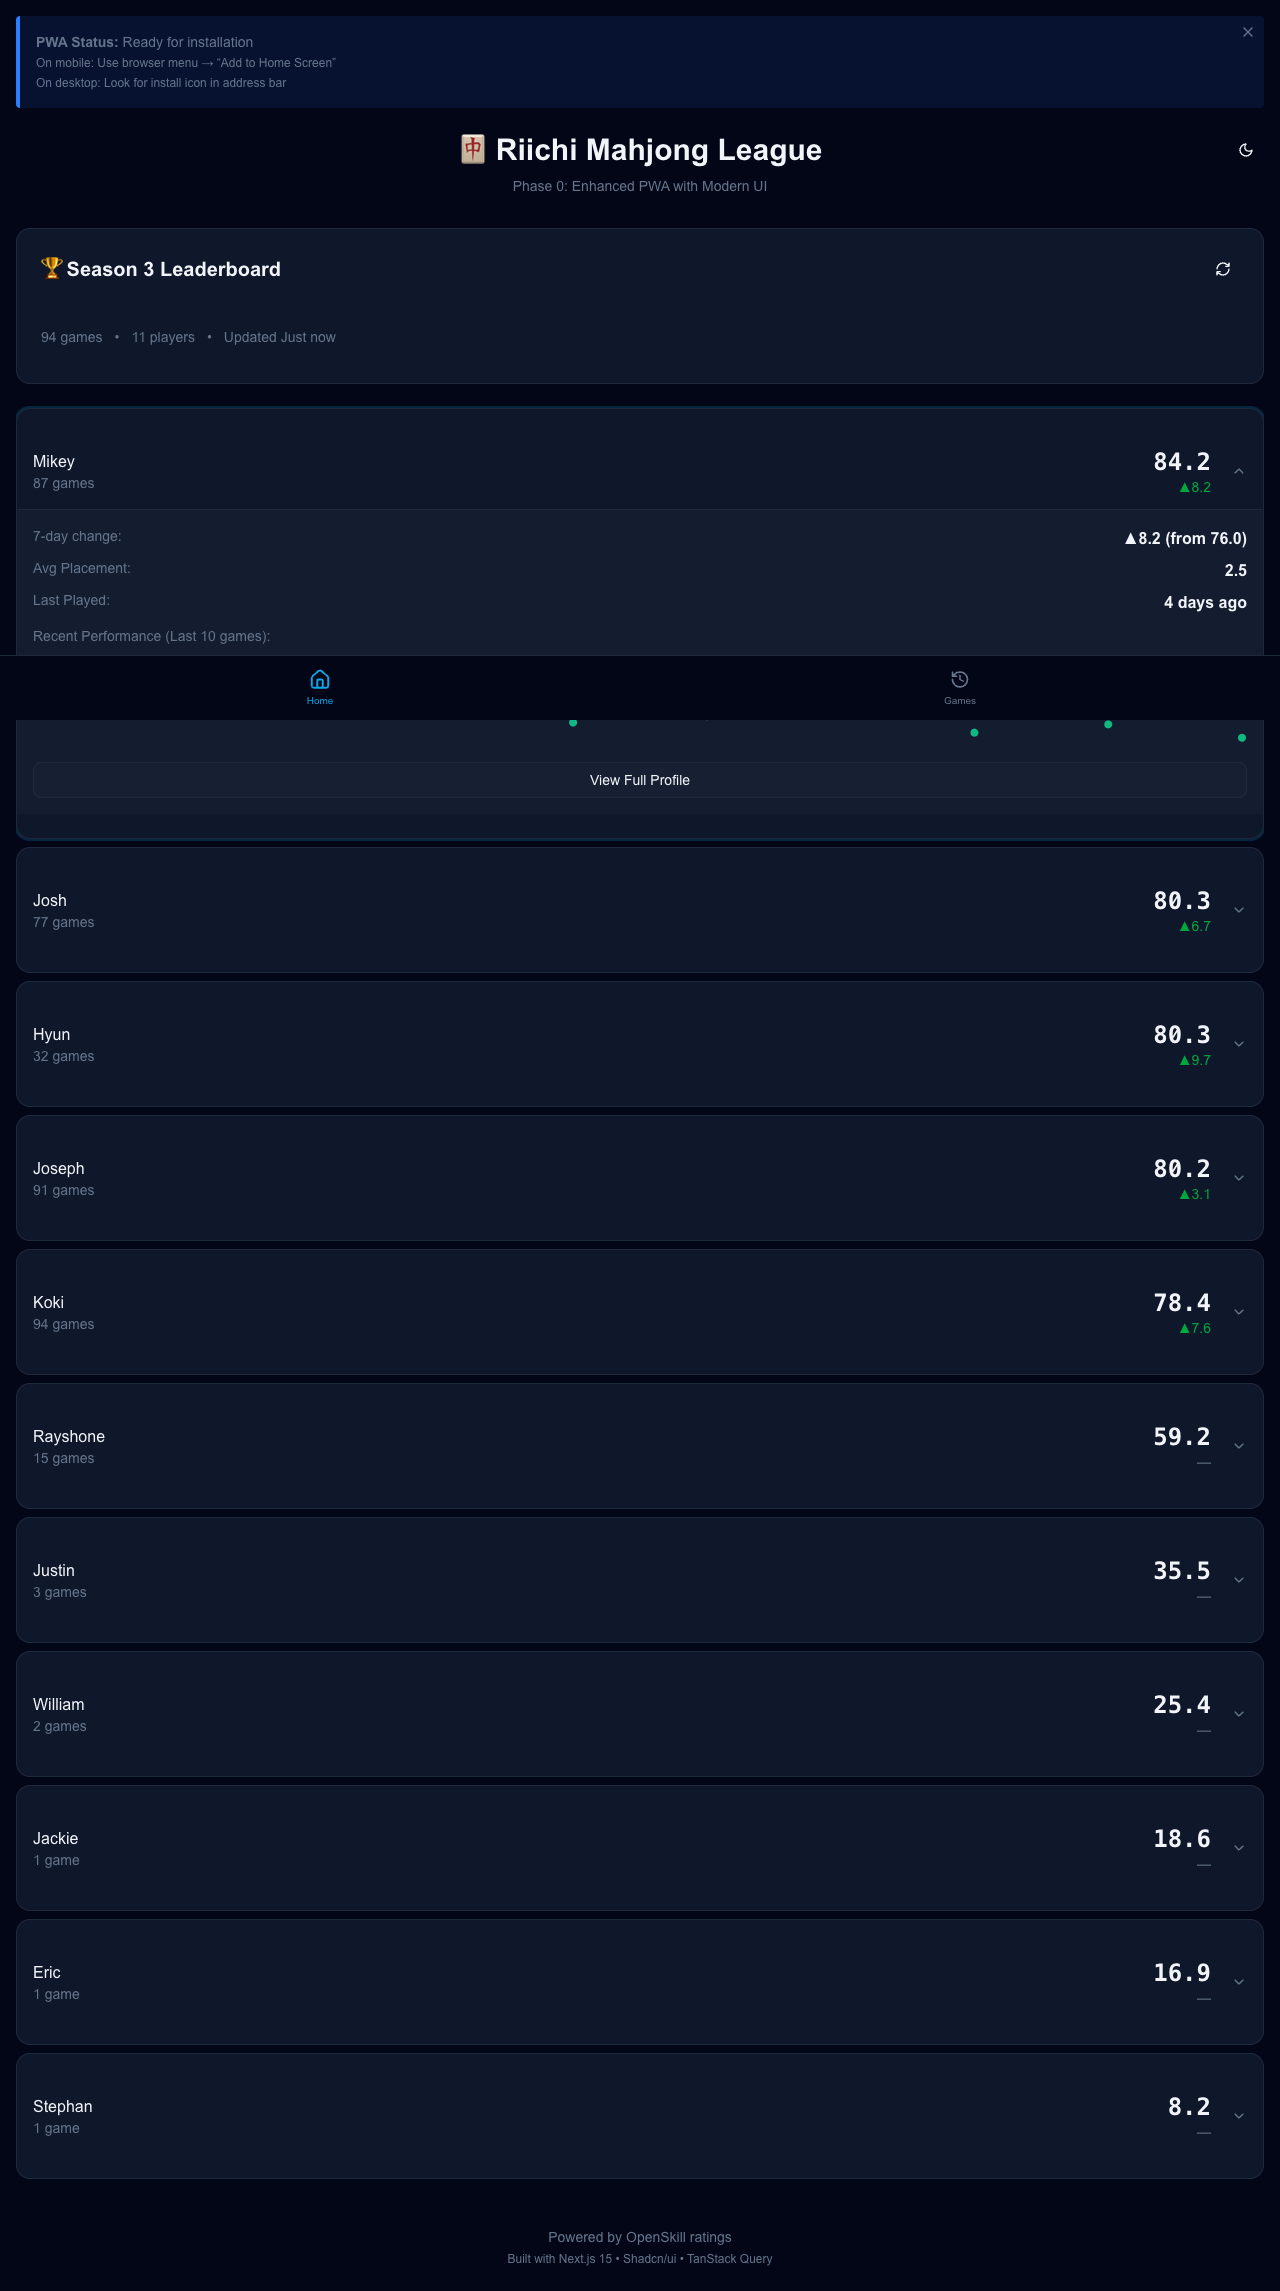 PWA Status: Ready for installation
On mobile: Use browser menu → “Add to Home Screen”
On desktop: Look for install icon in address bar
🀄 Riichi Mahjong League
Phase 0: Enhanced PWA with Modern UI
🏆Season 3 Leaderboard
94 games • 11 players • Updated Just now
Mikey
87 games
84.2
▲8.2
7-day change:
▲8.2 (from 76.0)
Avg Placement:
2.5
Last Played:
4 days ago
Recent Performance (Last 10 games):
Home
Games
View Full Profile
Josh
77 games
80.3
▲6.7
Hyun
32 games
80.3
▲9.7
Joseph
91 games
80.2
▲3.1
Koki
94 games
78.4
▲7.6
Rayshone
15 games
59.2
—
Justin
3 games
35.5
—
William
2 games
25.4
—
Jackie
1 game
18.6
—
Eric
1 game
16.9
—
Stephan
1 game
8.2
—
Powered by OpenSkill ratings
Built with Next.js 15 • Shadcn/ui • TanStack Query